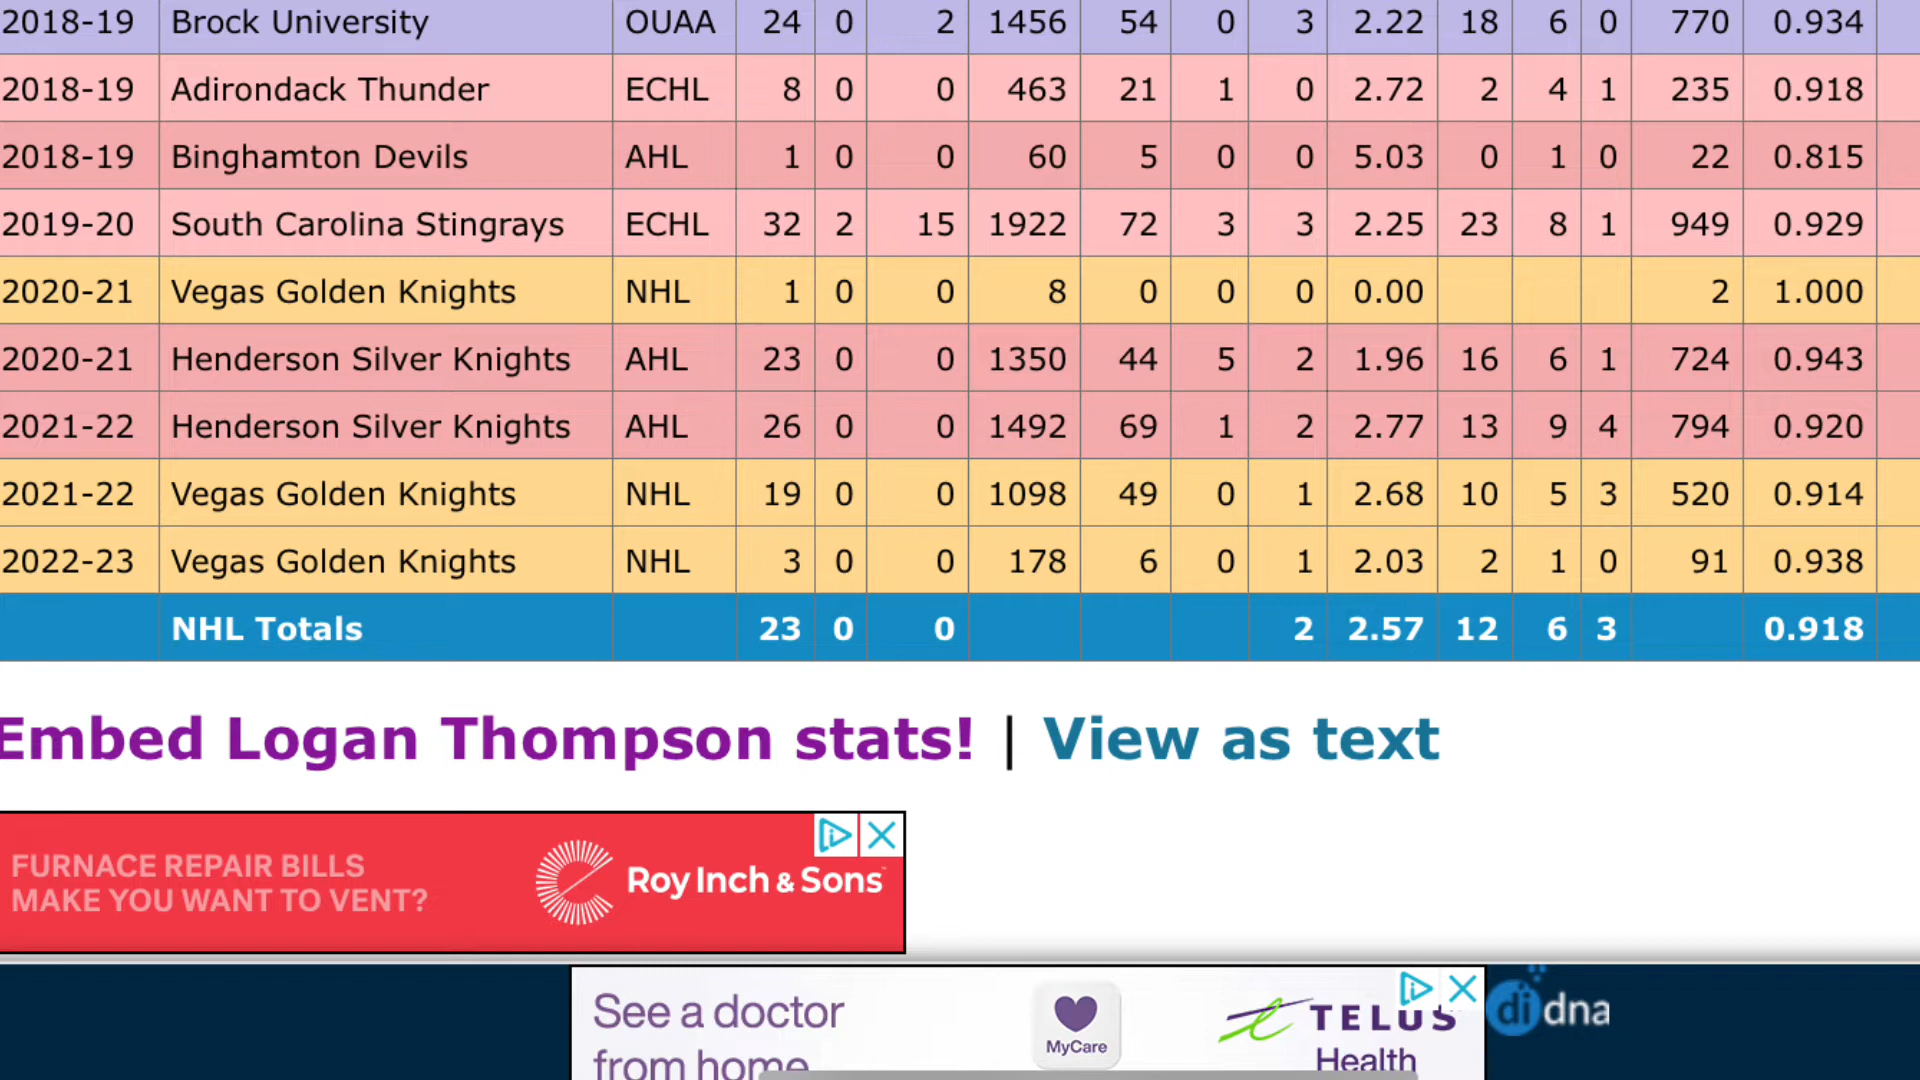 2018-19 Brock University OUAA 24 0 2 1456 54 0 3 2.22 18 6 0 770 0.934
2018-19 Adirondack Thunder ECHL 8 0 0 463 21 1 0 2.72 2 4 1 235 0.918
2018-19 Binghamton Devils AHL 1 0 0 60 5 0 0 5.03 0 1 0 22 0.815
2019-20 South Carolina Stingrays ECHL 32 2 15 1922 72 3 3 2.25 23 8 1 949 0.929
2020-21 Vegas Golden Knights NHL 1 0 0 8 0 0 0 0.00 2 1.000
2020-21 Henderson Silver Knights AHL 23 0 0 1350 44 5 2 1.96 16 6 1 724 0.943
2021-22 Henderson Silver Knights AHL 26 0 0 1492 69 1 2 2.77 13 9 4 794 0.920
2021-22 Vegas Golden Knights NHL 19 0 0 1098 49 0 1 2.68 10 5 3 520 0.914
2022-23 Vegas Golden Knights NHL 3 0 0 178 6 0 1 2.03 2 1 0 91 0.938
NHL Totals 23 0 0 2 2.57 12 6 3 0.918
Embed Logan Thompson stats! | View as text
FURNACE REPAIR BILLS
MAKE YOU WANT TO VENT?
Roy Inch & Sons
See a doctor
from home
MyCare
TELUS
Health
di dna